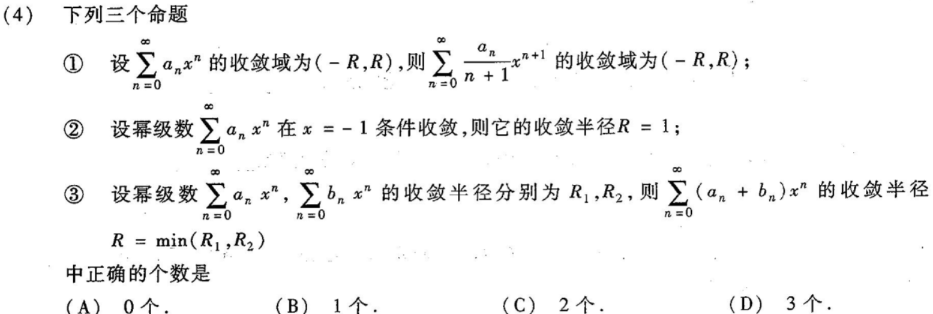 (4) 下列三个命题
① 设 $\sum_{n=0}^{\infty} a_n x^n$ 的收敛域为(-R,R),则 $\sum_{n=0}^{\infty} \frac{a_n}{n+1} x^{n+1}$ 的收敛域为(-R,R);
② 设幂级数 $\sum_{n=0}^{\infty} a_n x^n$ 在 x = -1 条件收敛,则它的收敛半径R = 1;
③ 设幂级数 $\sum_{n=0}^{\infty} a_n x^n$, $\sum_{n=0}^{\infty} b_n x^n$ 的收敛半径分别为 $R_1$,$R_2$,则 $\sum_{n=0}^{\infty} (a_n + b_n)x^n$ 的收敛半径
R = min($R_1$,$R_2$)
中正确的个数是
(A) 0个. (B) 1个. (C) 2个. (D) 3个.